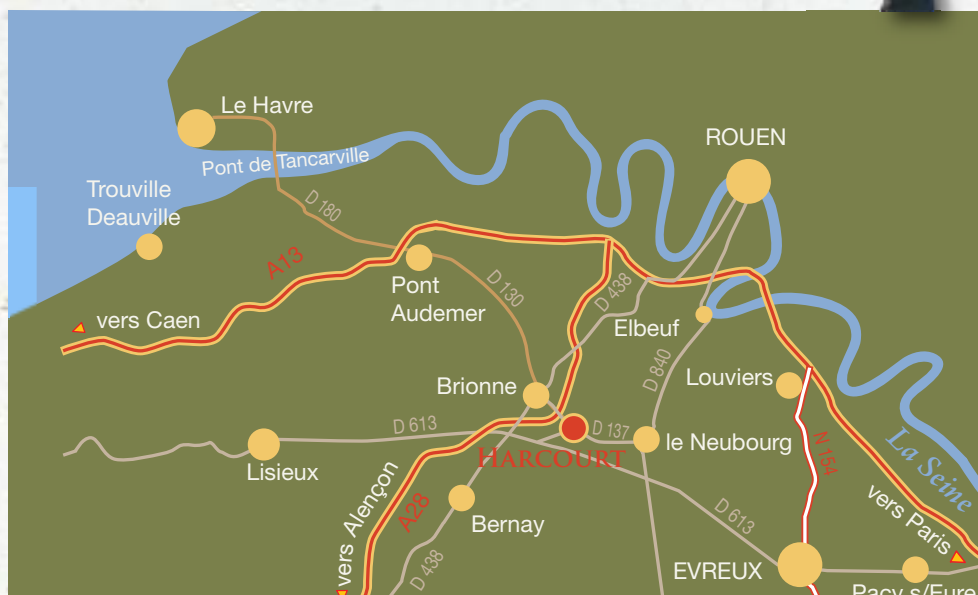 Le Havre
ROUEN
Pont de Tancarville
Trouville
Deauville
D 180
A13
Pont
Audemer
D 130
D 438
vers Caen
Elbeuf
D 840
Louviers
Brionne
D 613
D 137
le Neubourg
N 154
La Seine
HARCOURT
Lisieux
vers Alençon
A28
Bernay
vers Paris
D 613
D 438
EVREUX
Pacy s/Eure